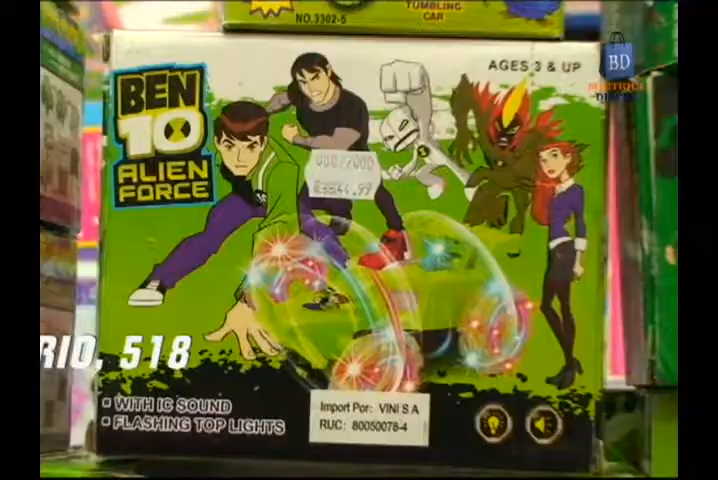 NO.3302-5
TUMBLING
CAR
AGES 3 & UP
BD
BEN
10
ALIEN
FORCE
RIO, 518
WITH IC SOUND
FLASHING TOP LIGHTS
Import Por: VINI S A
RUC: 80050078-4